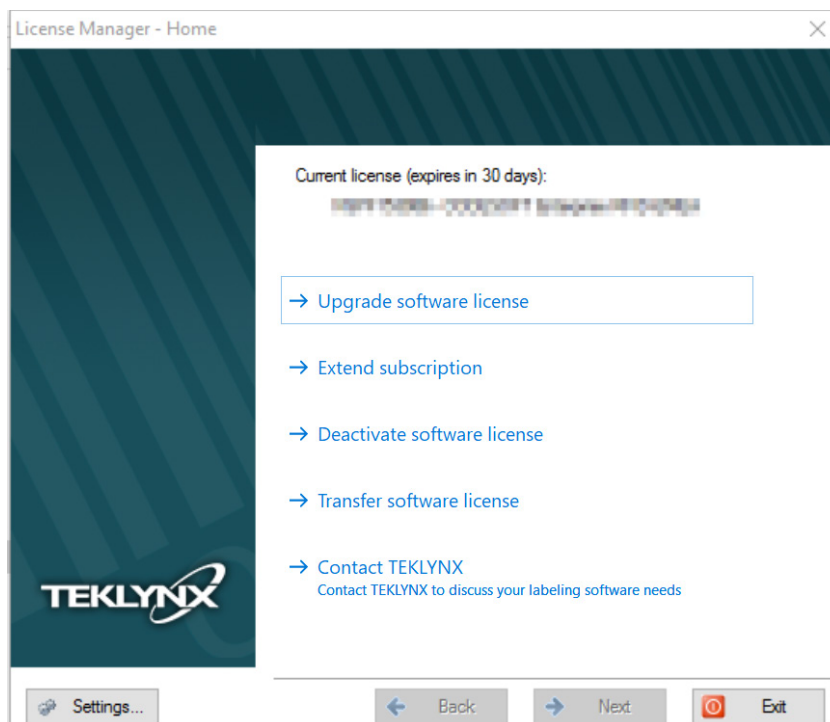 License Manager - Home
Current license (expires in 30 days):
Upgrade software license
Extend subscription
Deactivate software license
Transfer software license
Contact TEKLYNX
Contact TEKLYNX to discuss your labeling software needs
TEKLYNX
Settings...
Back
Next
Exit